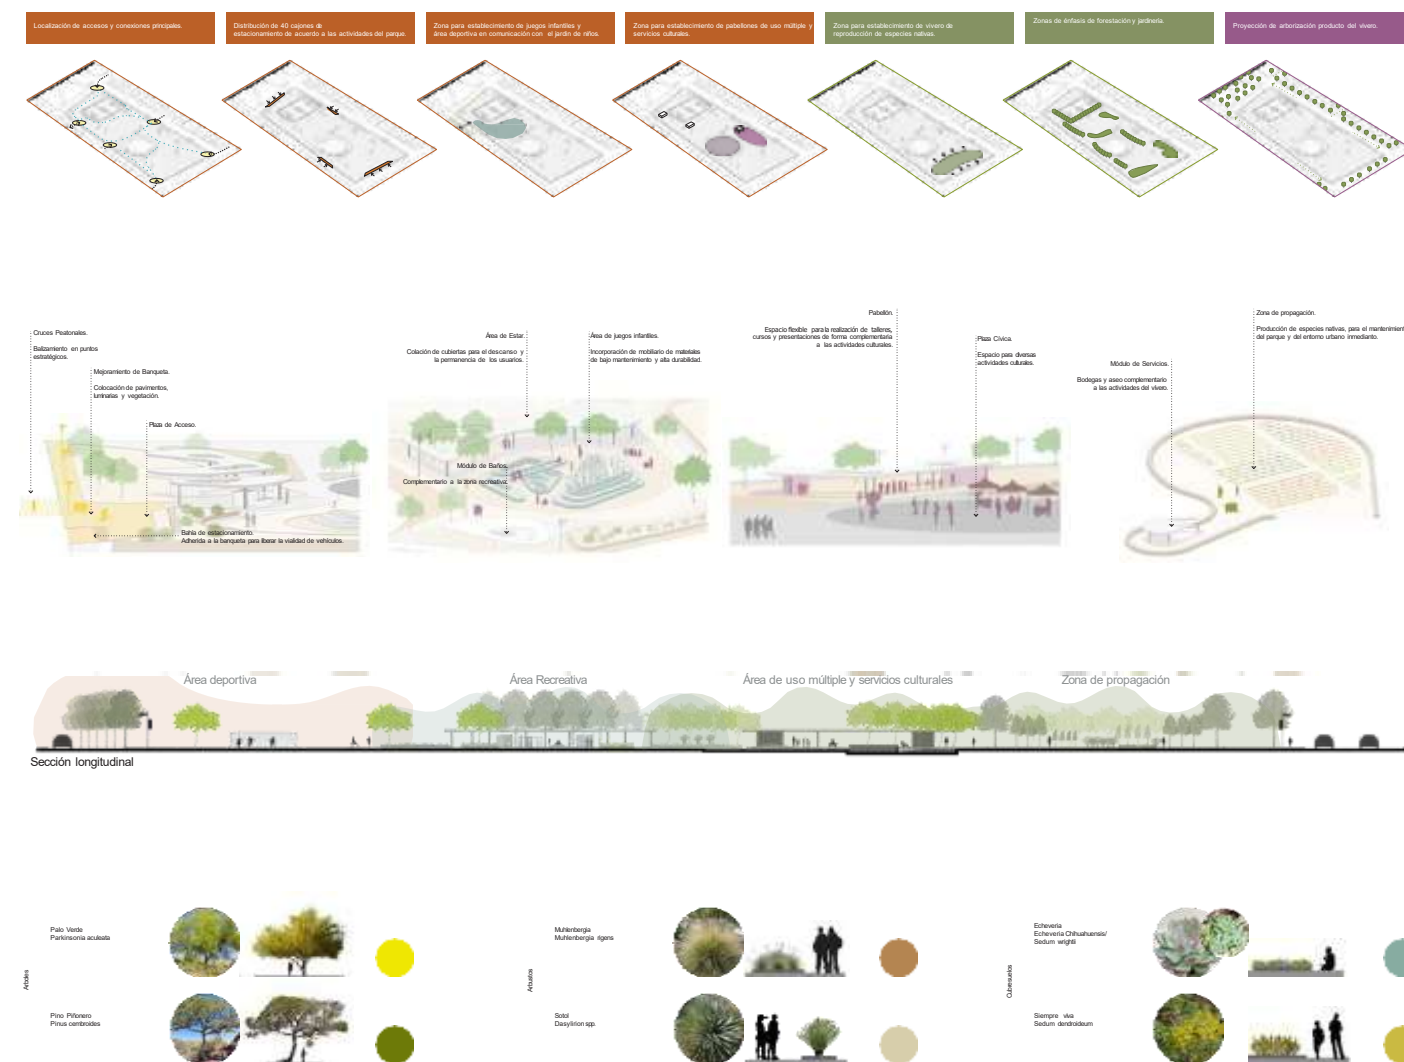 Localización de accesos y conexiones principales.
Distribución de 40 cajones de
estacionamiento de acuerdo a las actividades del parque.
Zona para establecimiento de juegos infantiles y
área deportiva en comunicación con el jardín de niños.
Zona para establecimiento de pabellones de uso múltiple y
servicios culturales.
Zona para establecimiento de vivero de
reproducción de especies nativas.
Zonas de énfasis de forestación y jardinería.
Proyección de arborización producto del vivero.
Cruces Peatonales.
Balizamiento en puntos
estratégicos.
Mejoramiento de Banqueta.
Colocación de pavimentos,
luminarias y vegetación.
Plaza de Acceso.
Bahía de estacionamiento.
Adherida a la banqueta para liberar la vialidad de vehículos.
Área de Estar.
Colación de cubiertas para el descanso y
la permanencia de los usuarios.
Área de juegos infantiles.
Incorporación de mobiliario de materiales
de bajo mantenimiento y alta durabilidad.
Módulo de Baños.
Complementario a la zona recreativa.
Pabellón.
Espacio flexible para la realización de talleres,
cursos y presentaciones de forma complementaria
a las actividades culturales.
Plaza Cívica.
Espacio para diversas
actividades culturales.
Módulo de Servicios.
Bodegas y aseo complementario
a las actividades del vivero.
Zona de propagación.
Producción de especies nativas, para el mantenimient
del parque y del entorno urbano inmediato.
Área deportiva
Área Recreativa
Área de uso múltiple y servicios culturales
Zona de propagación
Sección longitudinal
Árboles
Palo Verde
Parkinsonia aculeata
Pino Piñonero
Pinus cembroides
Arbustos
Muhlenbergia
Muhlenbergia rigens
Sotol
Dasylirion spp.
Cubresuelos
Echeveria
Echeveria Chihuahuensis/
Sedum wrightii
Siempre viva
Sedum dendroideum